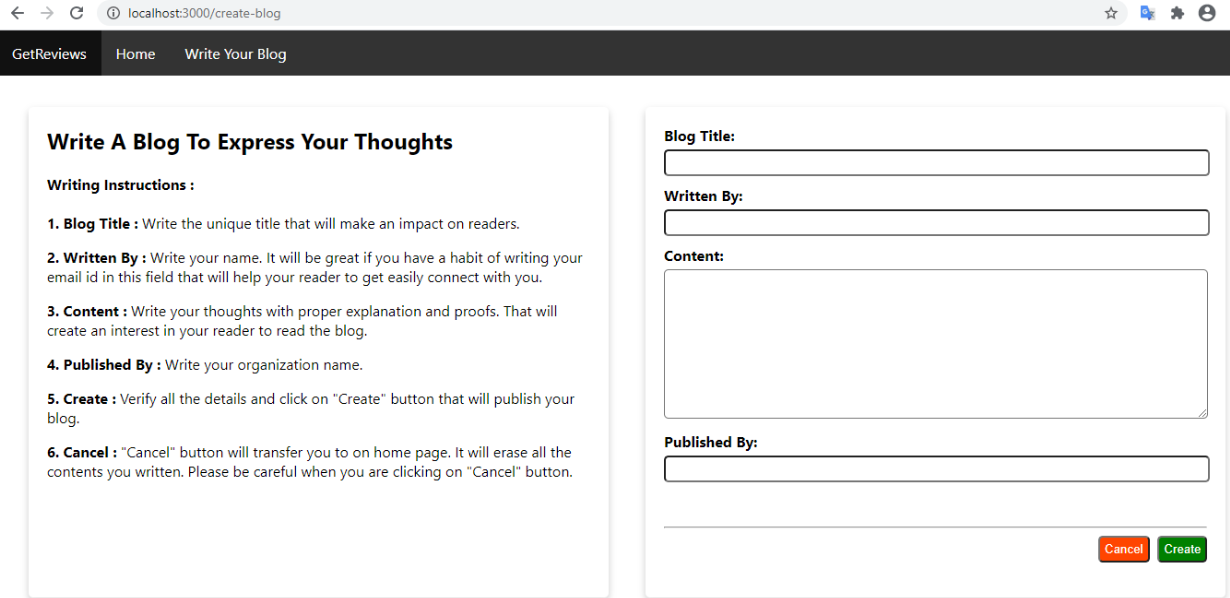 localhost:3000/create-blog
GetReviews Home Write Your Blog
Write A Blog To Express Your Thoughts
Writing Instructions :
1. Blog Title : Write the unique title that will make an impact on readers.
2. Written By : Write your name. It will be great if you have a habit of writing your
email id in this field that will help your reader to get easily connect with you.
3. Content : Write your thoughts with proper explanation and proofs. That will
create an interest in your reader to read the blog.
4. Published By : Write your organization name.
5. Create : Verify all the details and click on "Create" button that will publish your
blog.
6. Cancel : "Cancel" button will transfer you to on home page. It will erase all the
contents you written. Please be careful when you are clicking on "Cancel" button.
Blog Title:
Written By:
Content:
Published By:
Cancel Create